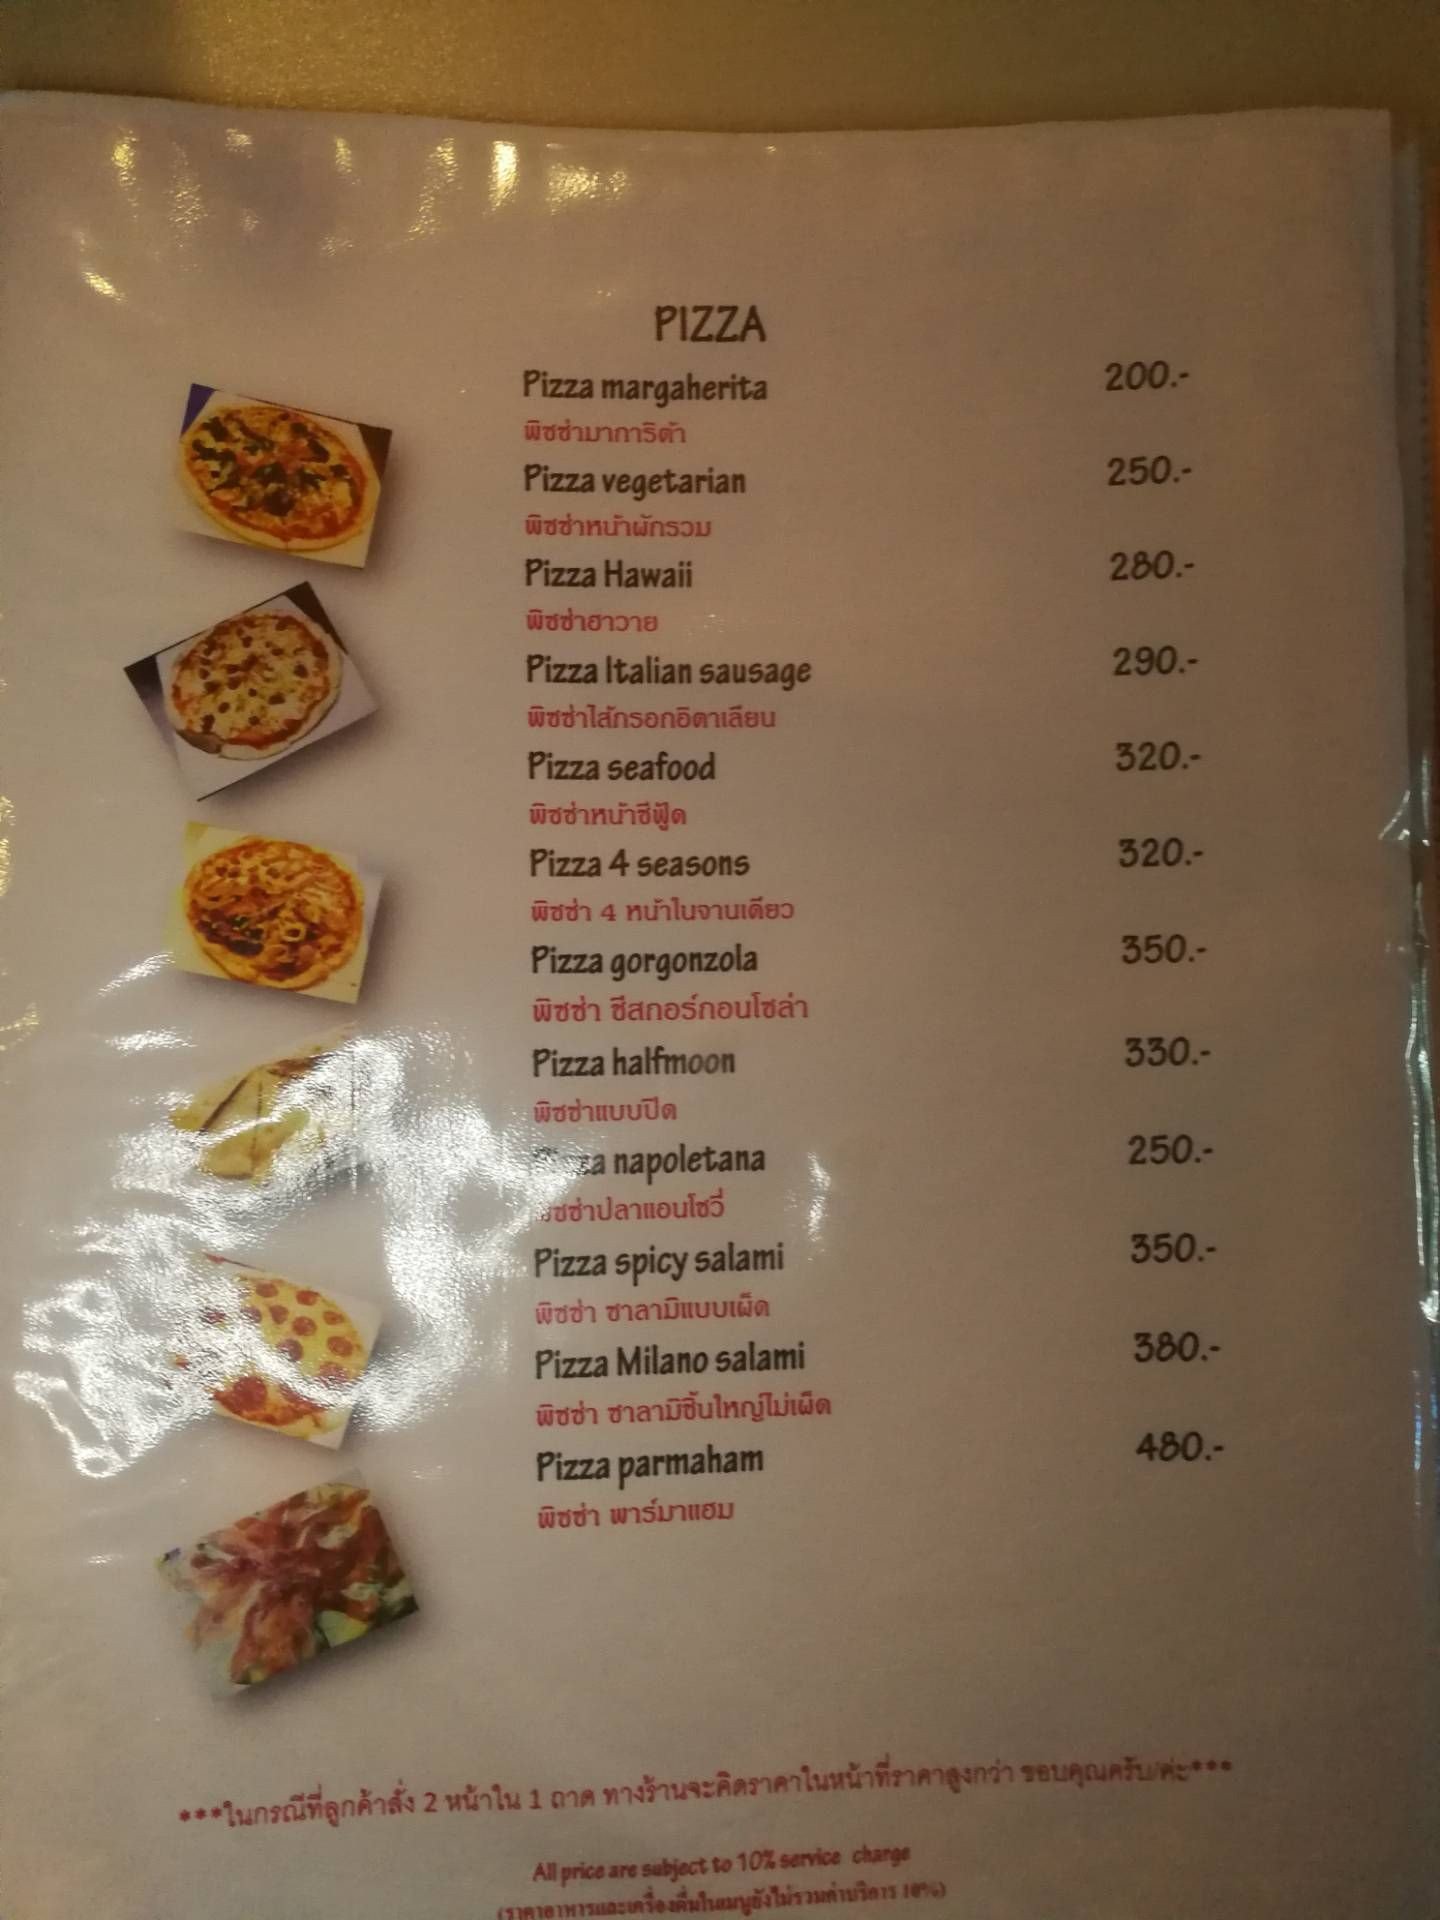 PIZZA
Pizza margaherita 200.-
พิซซ่ามาการิต้า
Pizza vegetarian 250.-
พิซซ่าหน้าผักรวม
Pizza Hawaii 280.-
พิซซ่าฮาวาย
Pizza Italian sausage 290.-
พิซซ่าไส้กรอกอิตาเลียน
Pizza seafood 320.-
พิซซ่าหน้าซีฟู้ด
Pizza 4 seasons 320.-
พิซซ่า 4 หน้าในจานเดียว
Pizza gorgonzola 350.-
พิซซ่า ชีสกอร์กอนโซล่า
Pizza halfmoon 330.-
พิซซ่าแบบปิด
Pizza napoletana 250.-
พิซซ่าปลาแอนโชวี่
Pizza spicy salami 350.-
พิซซ่า ซาลามิแบบเผ็ด
Pizza Milano salami 380.-
พิซซ่า ซาลามิชิ้นใหญ่ไม่เผ็ด
Pizza parmaham 480.-
พิซซ่า พาร์มาแฮม
***ในกรณีที่ลูกค้าสั่ง 2 หน้าใน 1 ถาด ทางร้านจะคิดราคาในหน้าที่ราคาสูงกว่า ขอบคุณครับ/ค่ะ***
All price are subject to 10% service charge
(ราคาอาหารและเครื่องดื่มในเมนูยังไม่รวมค่าบริการ 10%)